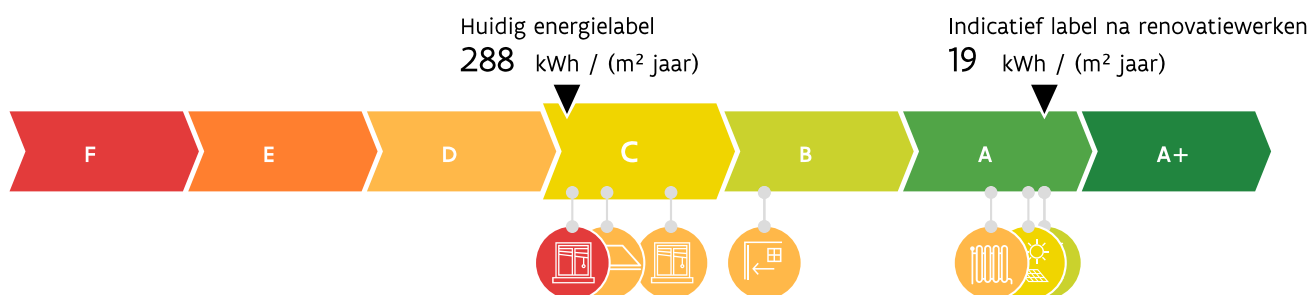 Huidig energielabel
288 kWh / (m² jaar)
Indicatief label na renovatiewerken
19 kWh / (m² jaar)
F E D C B A A+